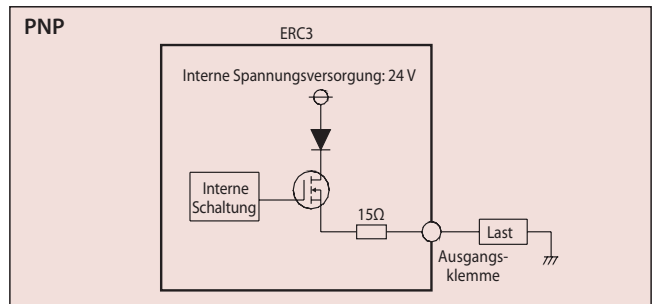 PNP
ERC3
Interne Spannungsversorgung: 24 V
Interne
Schaltung
15Ω
Last
Ausgangs-
klemme